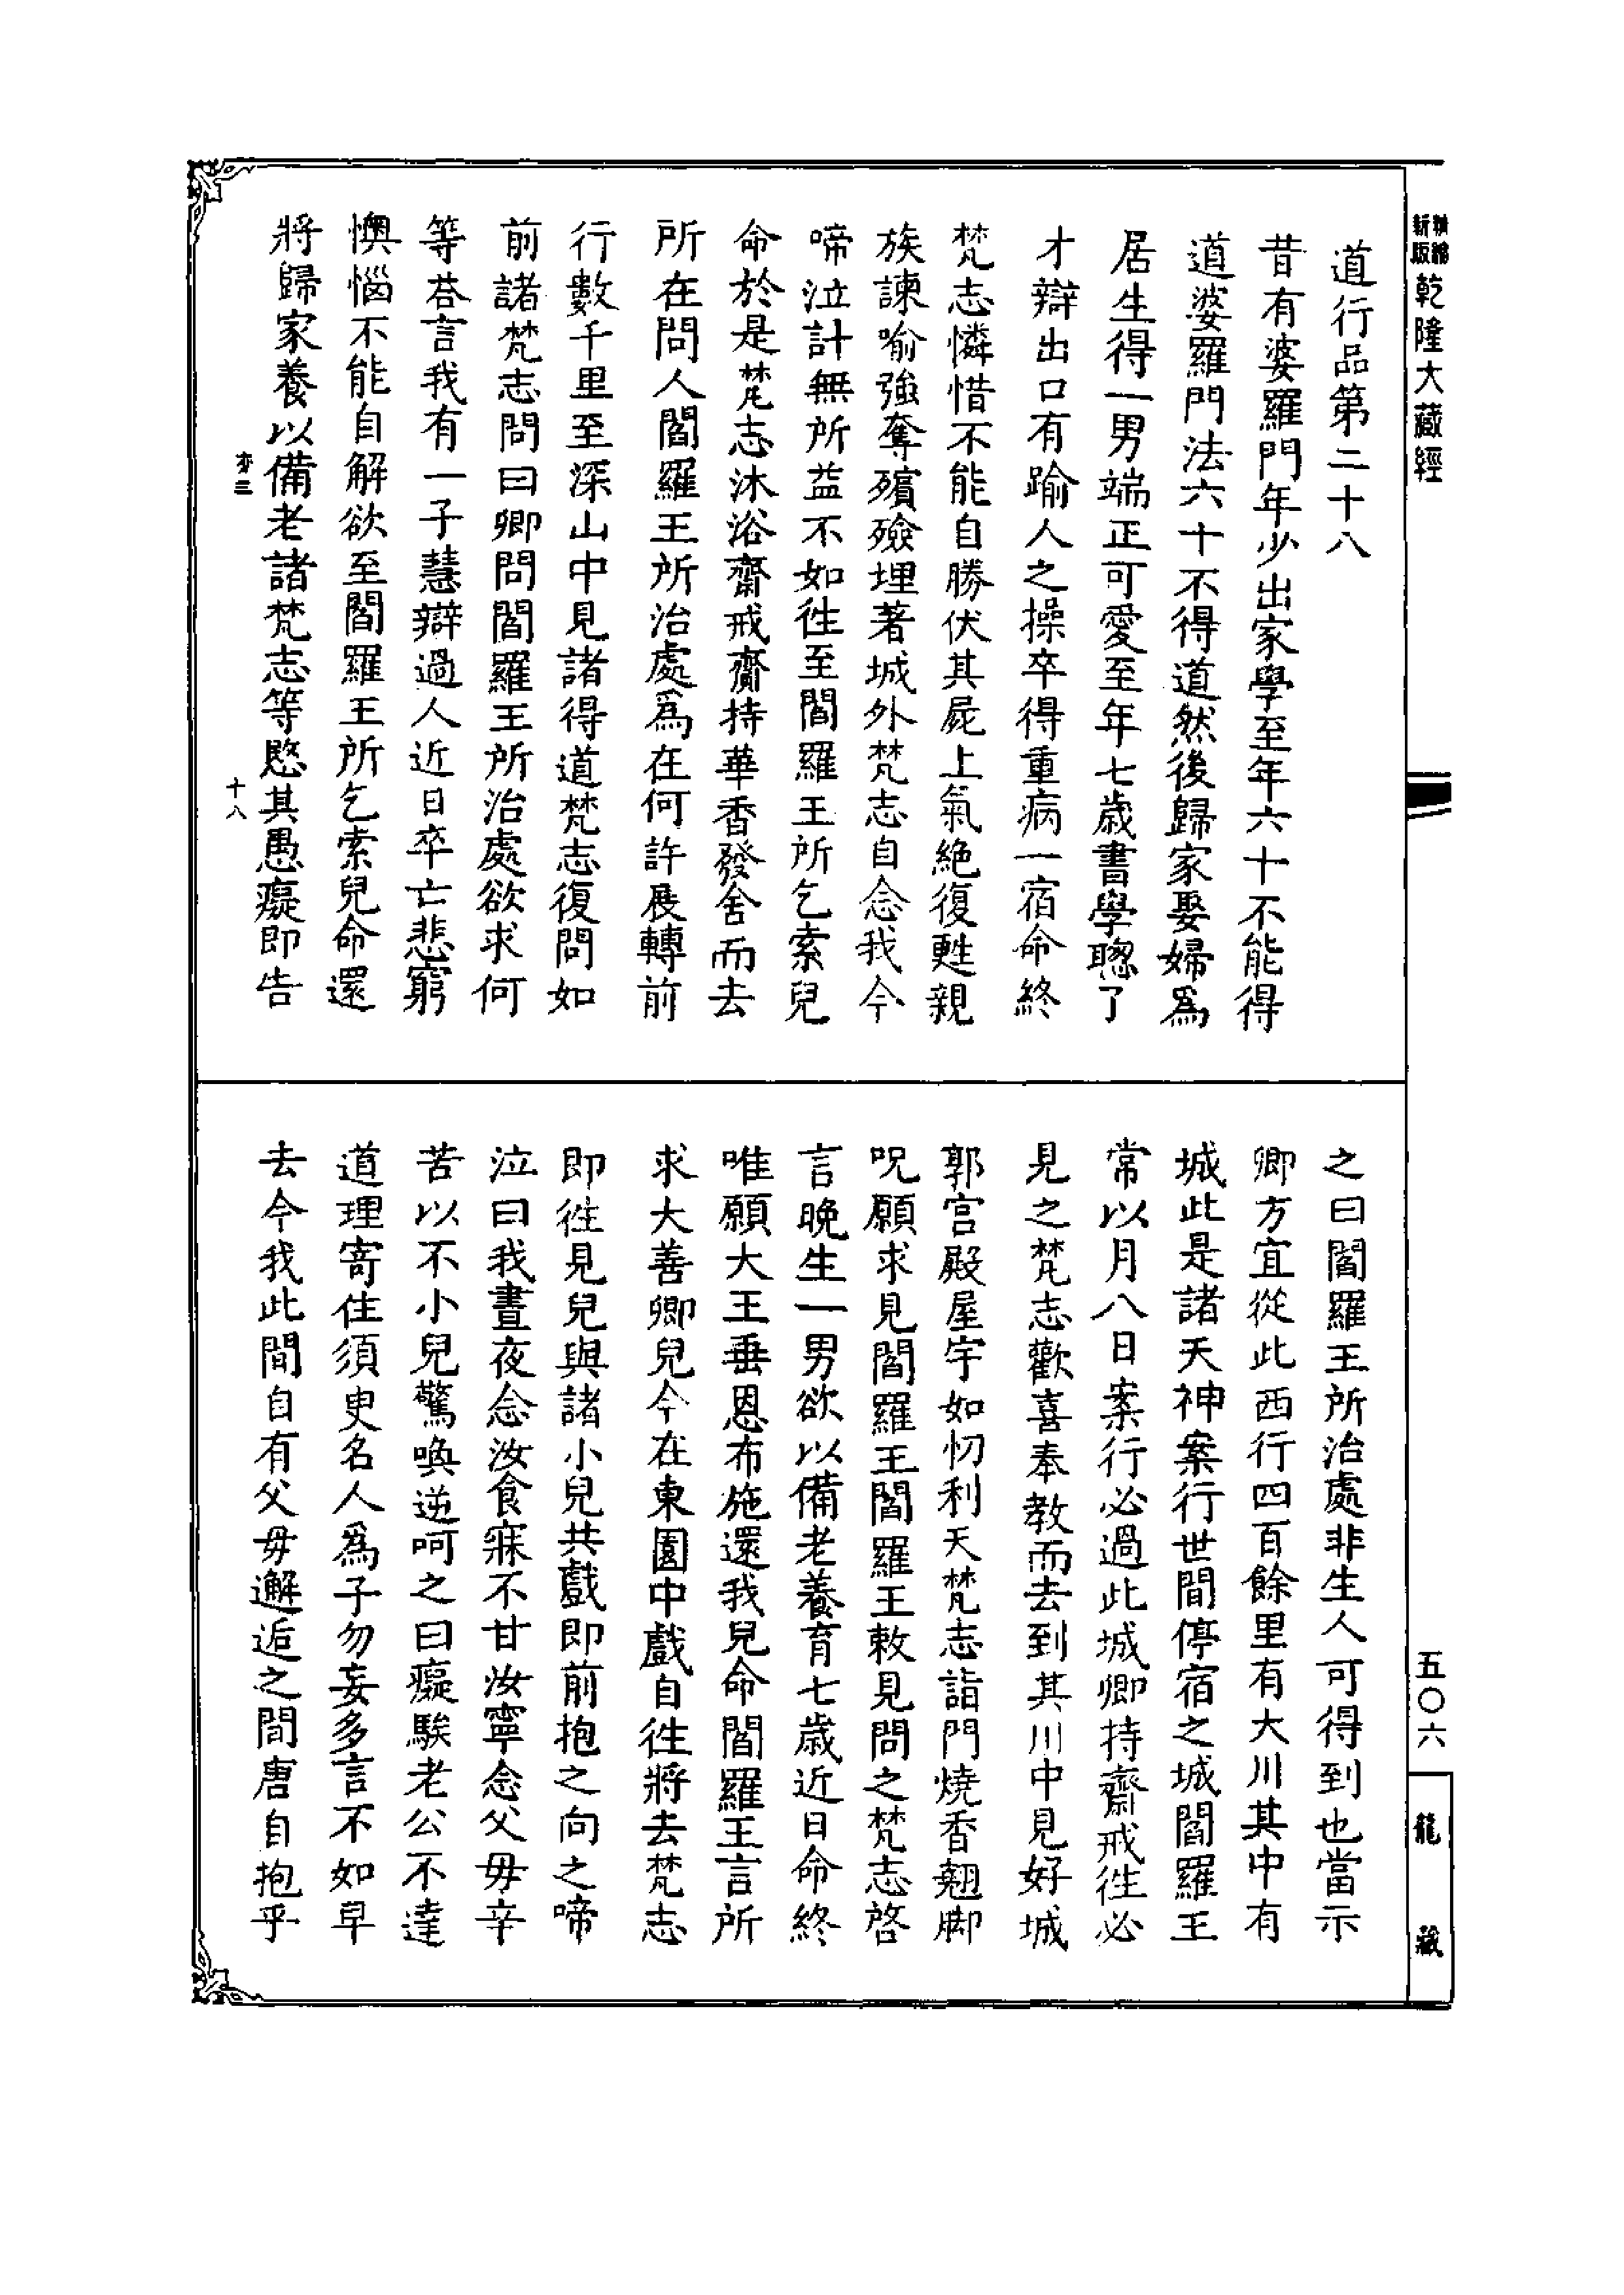 精縮
新版
乾隆大藏經
道行品第二十八
昔有婆羅門年少出家學至年六十不能得
道婆羅門法六十不得道然後歸家娶婦爲
居生得一男端正可愛至年七歳書學聦了
才辯出口有踰人之操卒得重病一宿命終
梵志憐惜不能自勝伏其屍上氣絶復甦親
族諫喻強奪殯殮埋著城外梵志自念我今
啼泣計無所益不如徃至閻羅王所乞索兒
命於是梵志沐浴齋戒齎持華香發舍而去
所在問人閻羅王所治處爲在何許展轉前
行數千里至深山中見諸得道梵志復問如
前諸梵志問曰卿問閻羅王所治處欲求何
等荅言我有一子慧辯過人近日卒亡悲窮
懊惱不能自解欲至閻羅王所乞索兒命還
將歸家養以備老諸梵志等愍其愚癡即告
亦三
十八
之曰閻羅王所治處非生人可得到也當示
卿方宜從此西行四百餘里有大川其中有
城此是諸天神案行世間停宿之城閻羅王
常以月八日案行必過此城卿持齋戒徃必
見之梵志歡喜奉教而去到其川中見好城
郭宫殿屋宇如忉利天梵志詣門燒香翹脚
呪願求見閻羅王閻羅王敕見問之梵志啓
言晚生一男欲以備老養育七歳近日命終
唯願大王垂恩布施還我兒命閻羅王言所
求大善卿兒今在東園中戲自徃將去梵志
即徃見兒與諸小兒共戲即前抱之向之啼
泣曰我晝夜念汝食寐不甘汝寧念父毋辛
苦以不小兒驚喚逆呵之曰癡騃老公不達
道理寄住須臾名人爲子勿妄多言不如早
去今我此間自有父毋邂逅之間唐自抱乎
五〇六
龍藏